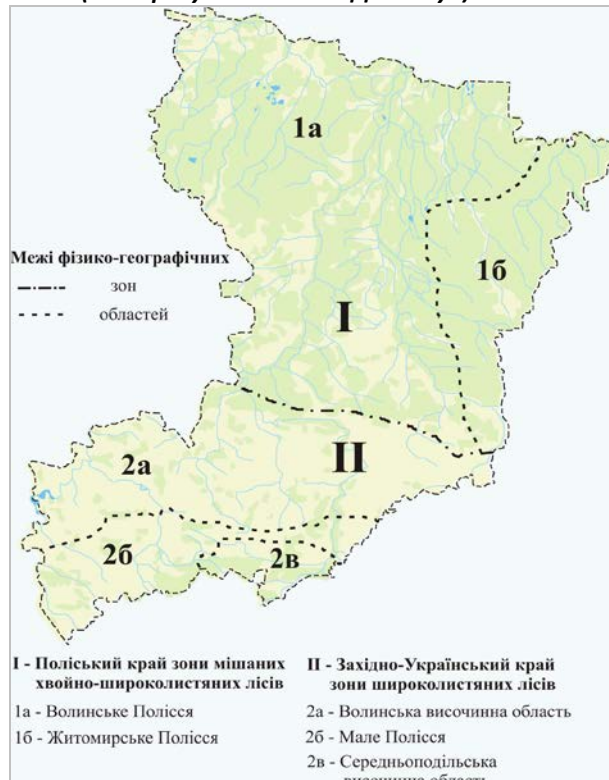 1а
Межі фізико-географічних
зон
областей
1б
I
2а
II
2б
2в
I - Поліський край зони мішаних
хвойно-широколистяних лісів
1а - Волинське Полісся
1б - Житомирське Полісся
II - Західно-Український край
зони широколистяних лісів
2а - Волинська височинна область
2б - Мале Полісся
2в - Середньоподільська